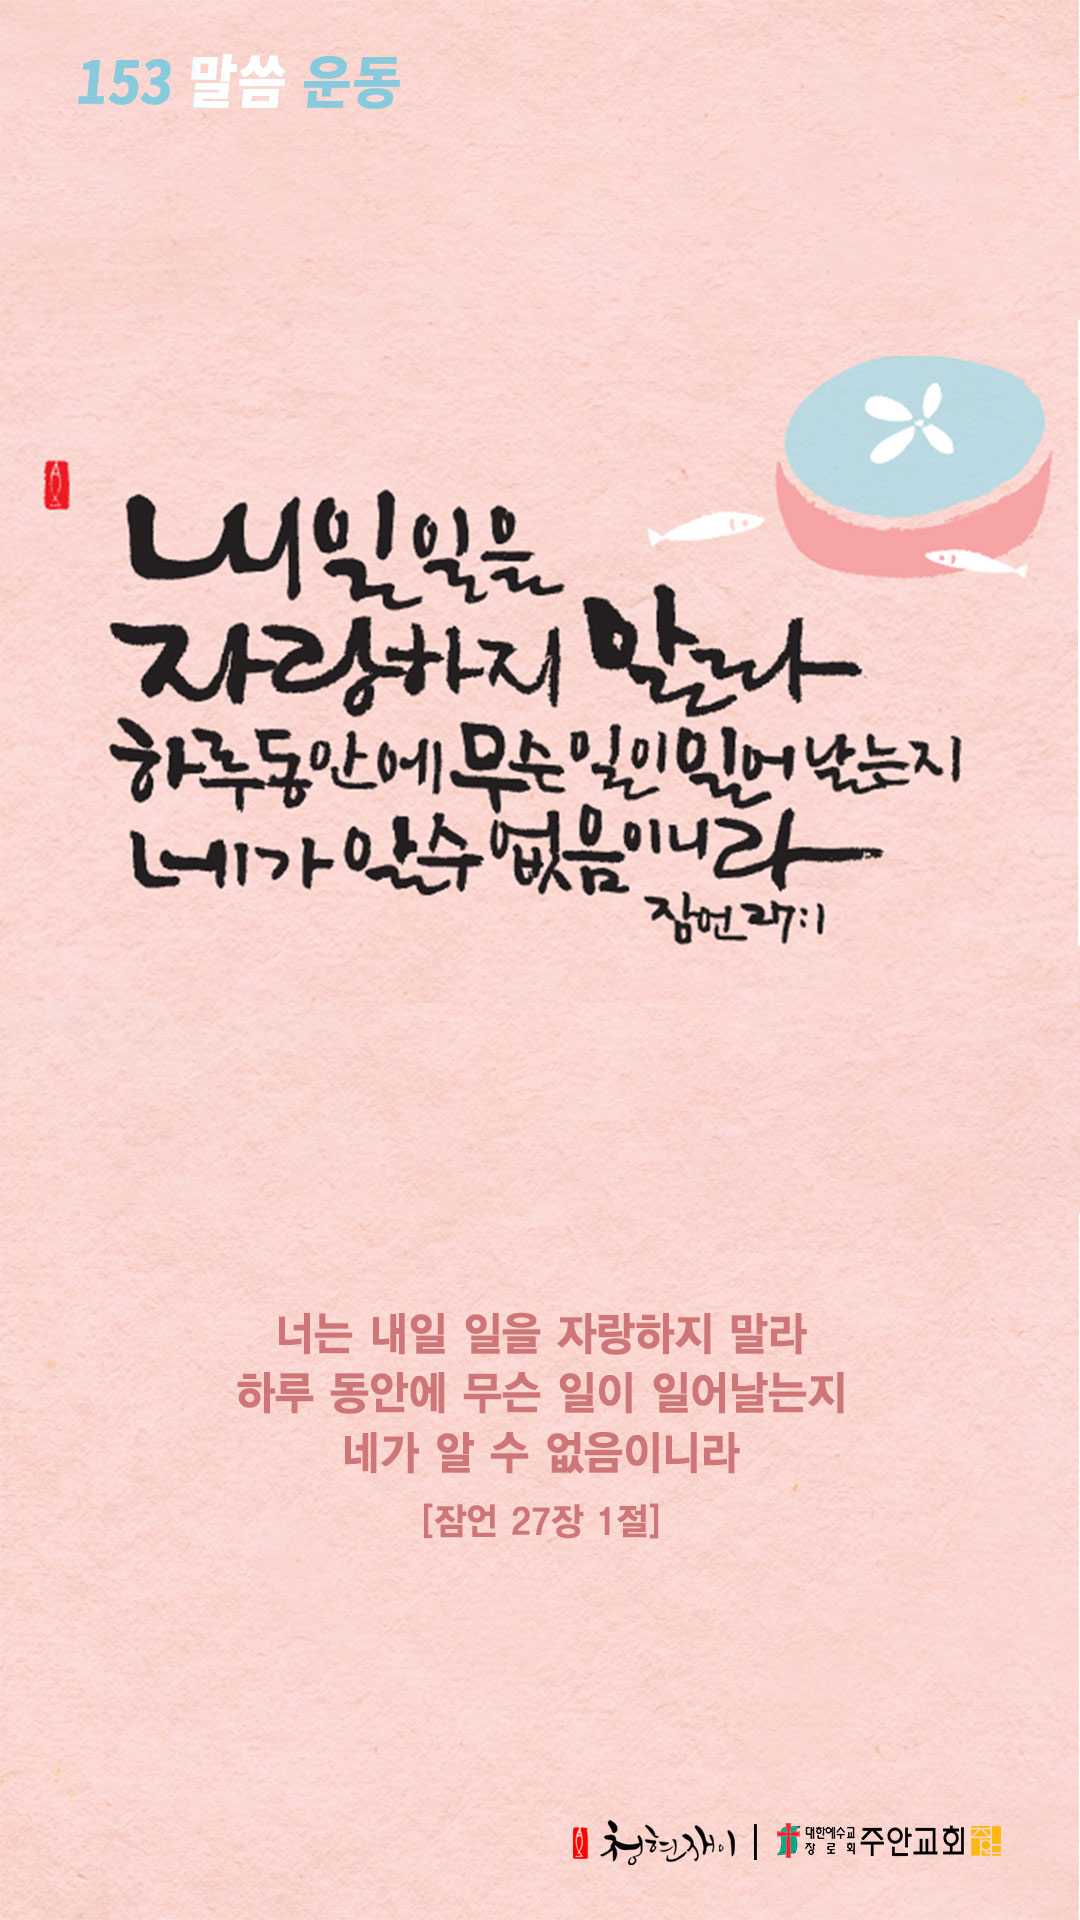 153 말씀 운동
내일 일을
자랑하지 말라
하루 동안에 무슨 일이 일어날는지
네가 알 수 없음이니라
잠언 27:1
너는 내일 일을 자랑하지 말라
하루 동안에 무슨 일이 일어날는지
네가 알 수 없음이니라
[잠언 27장 1절]
청현재이 | 대한예수교 장로회 주안교회